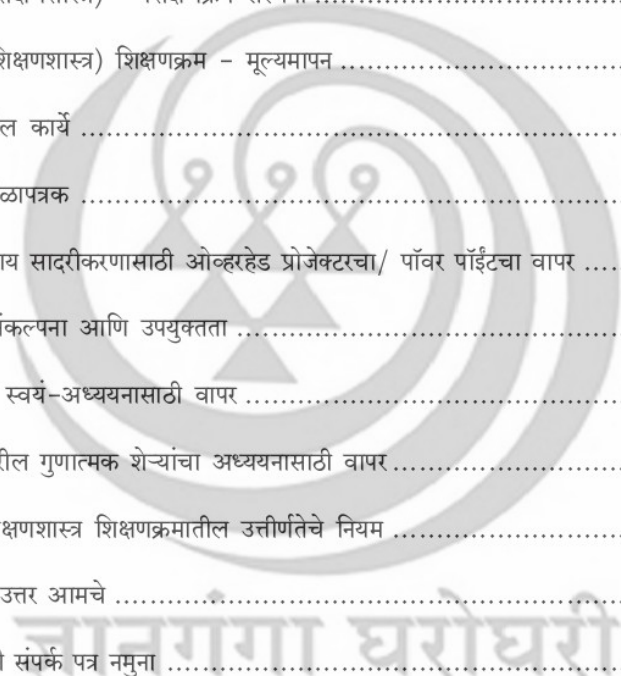 शिक्षणशास्त्र) शिक्षणक्रम – मूल्यमापन ..............................
ल कार्ये ..............................
ळापत्रक ..............................
य सादरीकरणासाठी ओव्हरहेड प्रोजेक्टरचा/ पॉवर पॉईंटचा वापर ....
कल्पना आणि उपयुक्तता ..............................
स्वयं–अध्ययनासाठी वापर ..............................
रील गुणात्मक शेऱ्यांचा अध्ययनासाठी वापर ..............................
क्षणशास्त्र शिक्षणक्रमातील उत्तीर्णतेचे नियम ..............................
उत्तर आमचे ..............................
ज्ञानगंगा घरोघरी
संपर्क पत्र नमुना ..............................